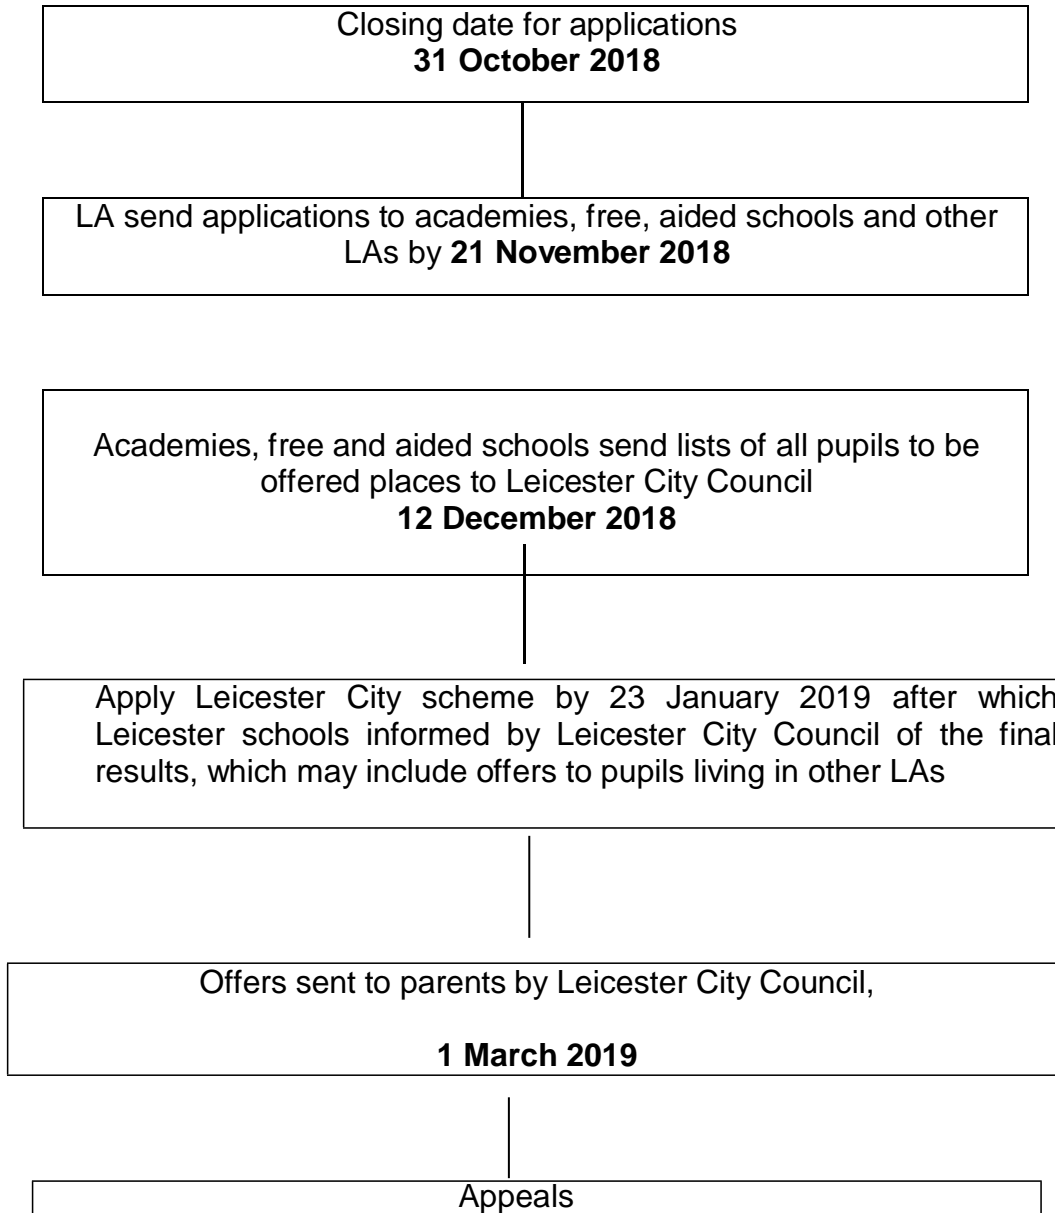 Closing date for applications
31 October 2018
LA send applications to academies, free, aided schools and other
LAs by 21 November 2018
Academies, free and aided schools send lists of all pupils to be
offered places to Leicester City Council
12 December 2018
Apply Leicester City scheme by 23 January 2019 after which
Leicester schools informed by Leicester City Council of the final
results, which may include offers to pupils living in other LAs
Offers sent to parents by Leicester City Council,
1 March 2019
Appeals